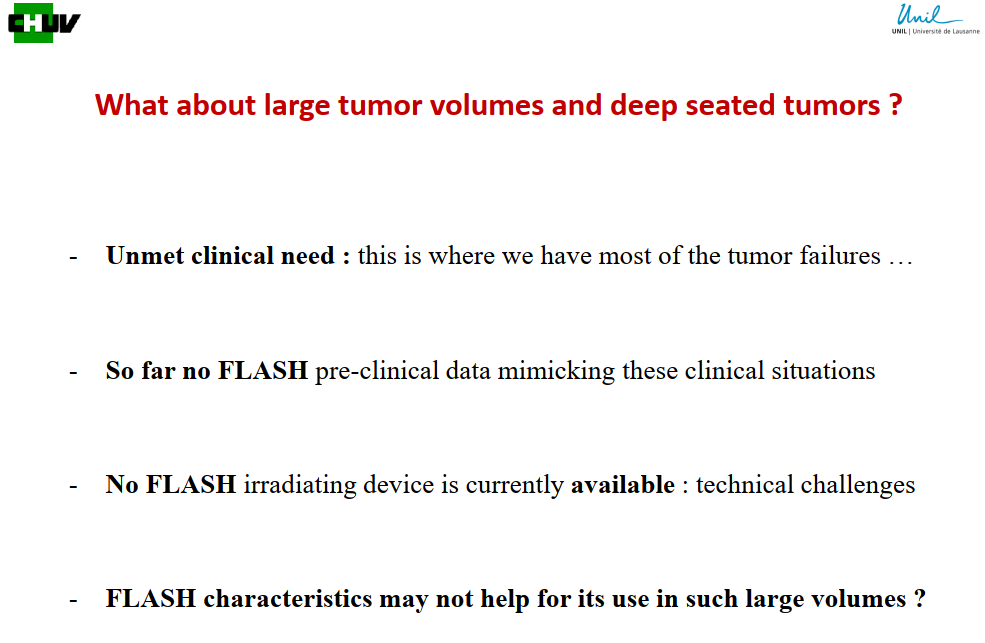 CHUV
Unil
UNIL | Université de Lausanne
What about large tumor volumes and deep seated tumors ?
- Unmet clinical need : this is where we have most of the tumor failures …
- So far no FLASH pre-clinical data mimicking these clinical situations
- No FLASH irradiating device is currently available : technical challenges
- FLASH characteristics may not help for its use in such large volumes ?